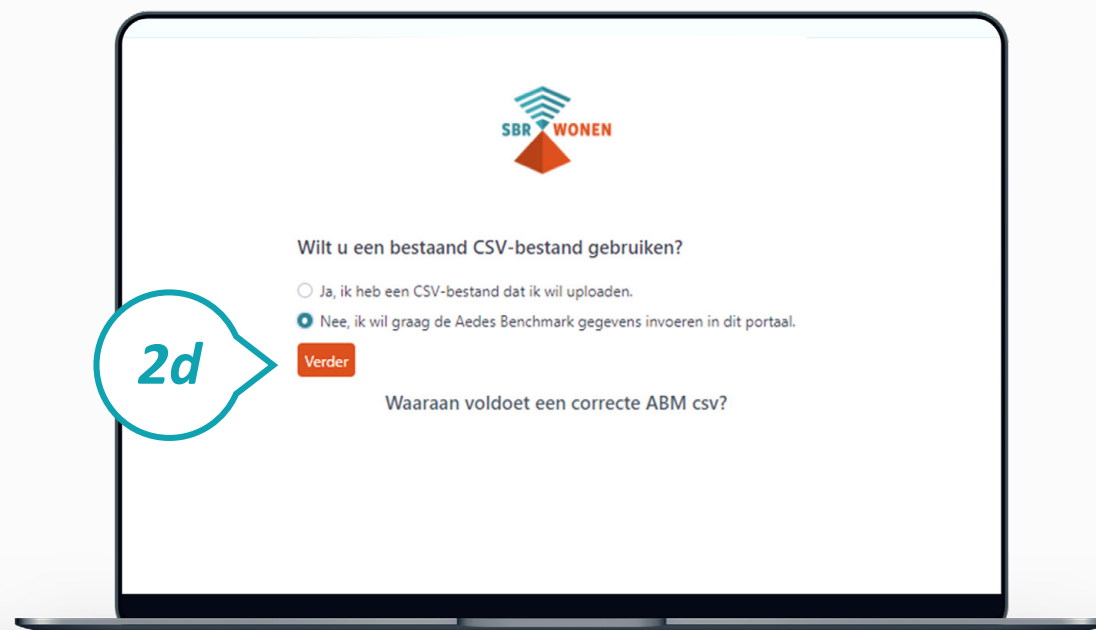 SBR WONEN
Wilt u een bestaand CSV-bestand gebruiken?
Ja, ik heb een CSV-bestand dat ik wil uploaden.
Nee, ik wil graag de Aedes Benchmark gegevens invoeren in dit portaal.
2d
Verder
Waaraan voldoet een correcte ABM csv?